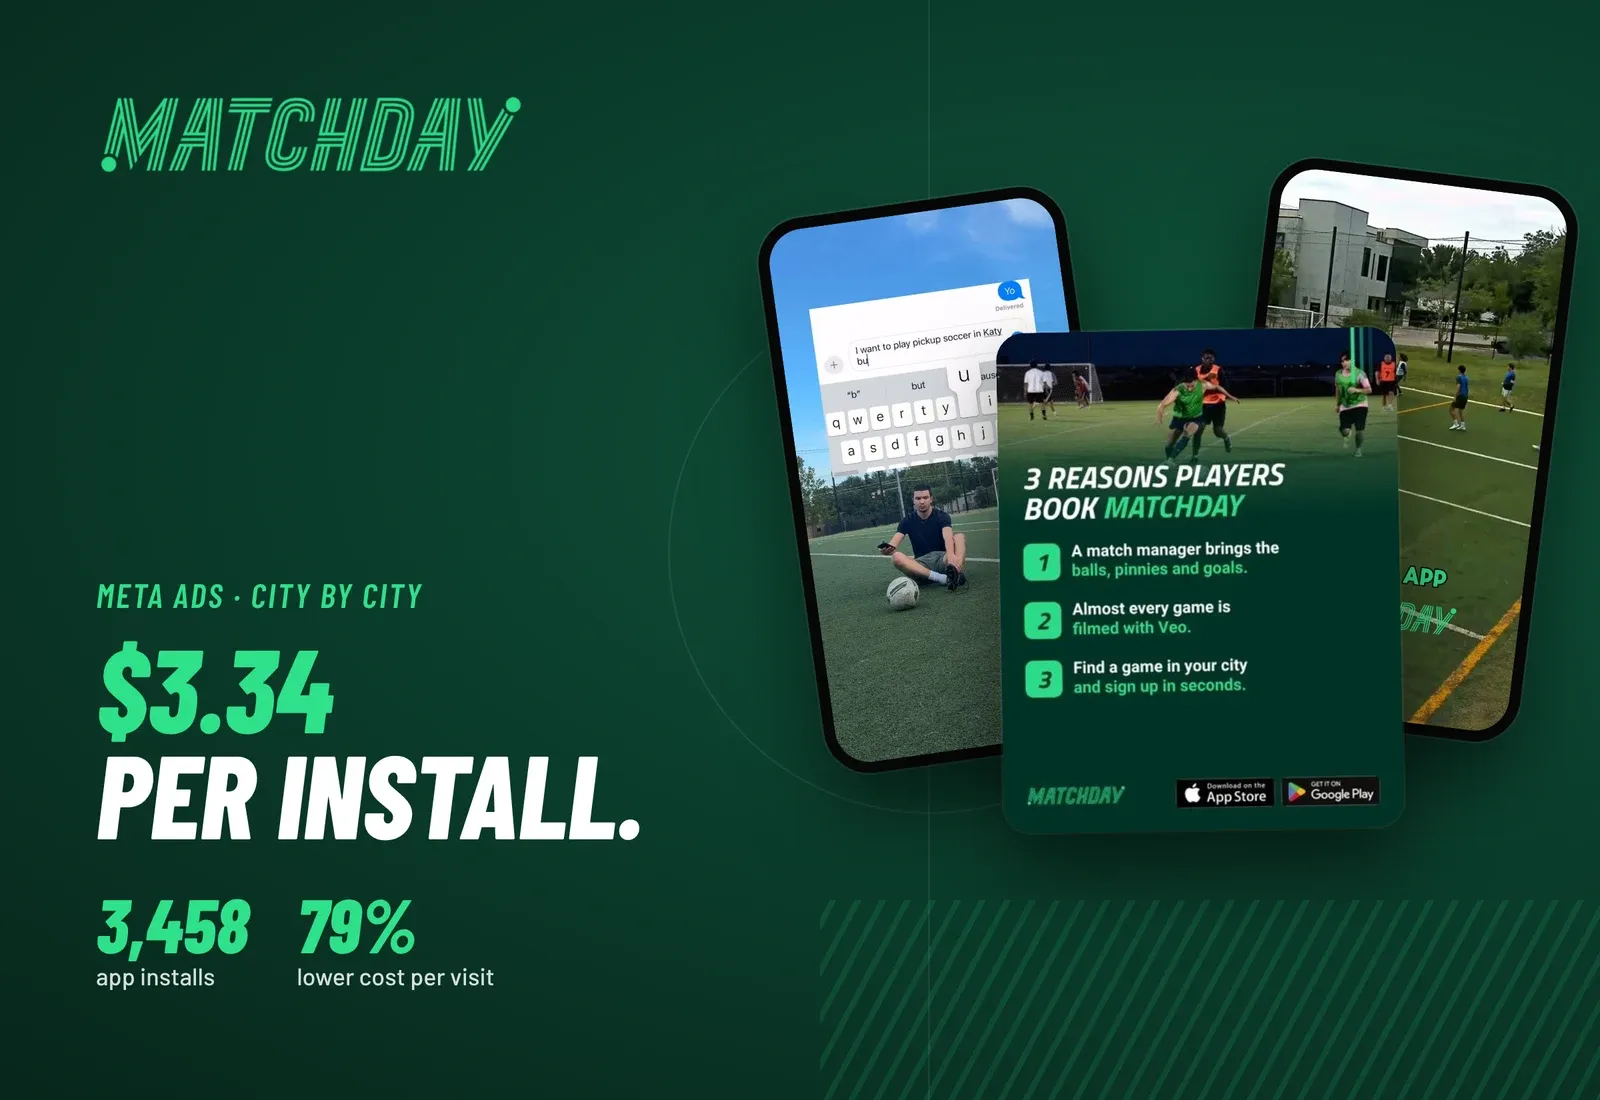 MATCHDAY
META ADS · CITY BY CITY
$3.34
PER INSTALL.
3,458
app installs
79%
lower cost per visit
Yo
Delivered
I want to play pickup soccer in Katy
bu
+
"b"
but
u
q w e r t y
i
a s d f g h j
3 REASONS PLAYERS
BOOK MATCHDAY
1
A match manager brings the
balls, pinnies and goals.
2
Almost every game is
filmed with Veo.
3
Find a game in your city
and sign up in seconds.
MATCHDAY
Download on the
App Store
GET IT ON
Google Play
APP
DAY